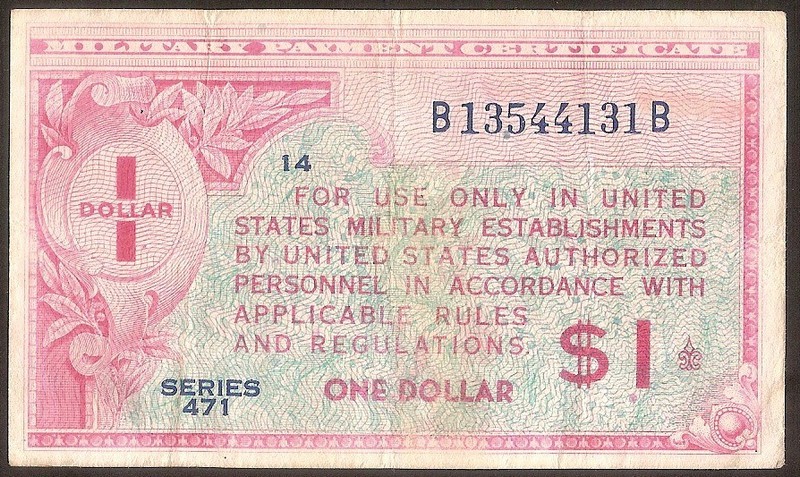 MILITARY PAYMENT CERTIFICATE
B13544131B
14
DOLLAR
FOR USE ONLY IN UNITED
STATES MILITARY ESTABLISHMENTS
BY UNITED STATES AUTHORIZED
PERSONNEL IN ACCORDANCE WITH
APPLICABLE RULES
AND REGULATIONS.
$1
SERIES
471
ONE DOLLAR